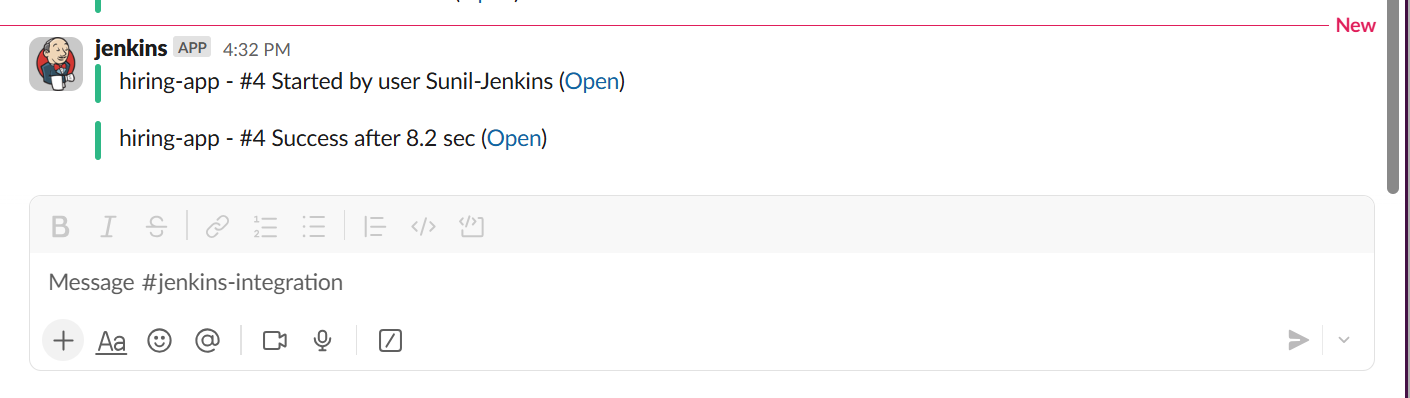 New
jenkins APP 4:32 PM
hiring-app - #4 Started by user Sunil-Jenkins (Open)
hiring-app - #4 Success after 8.2 sec (Open)
Message #jenkins-integration
Aa